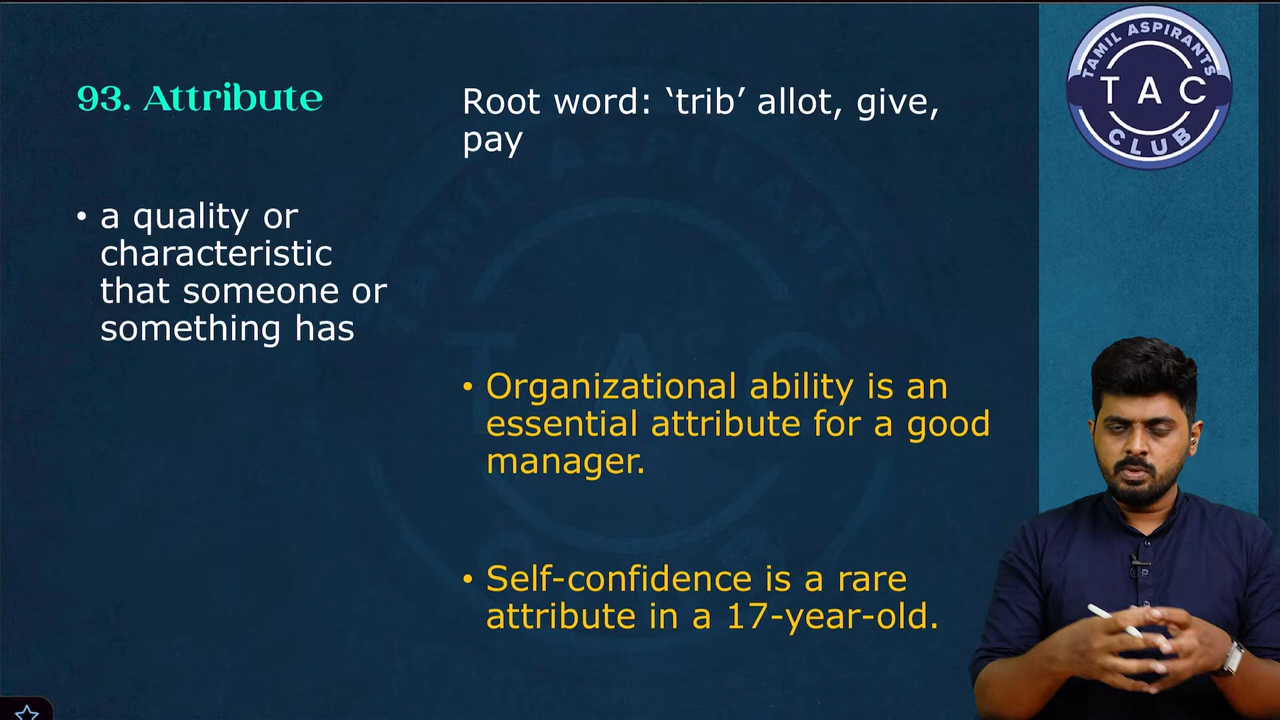 93. Attribute
Root word: ‘trib’ allot, give,
pay
• a quality or
characteristic
that someone or
something has
• Organizational ability is an
essential attribute for a good
manager.
• Self-confidence is a rare
attribute in a 17-year-old.
TAMIL ASPIRANTS
TAC
CLUB